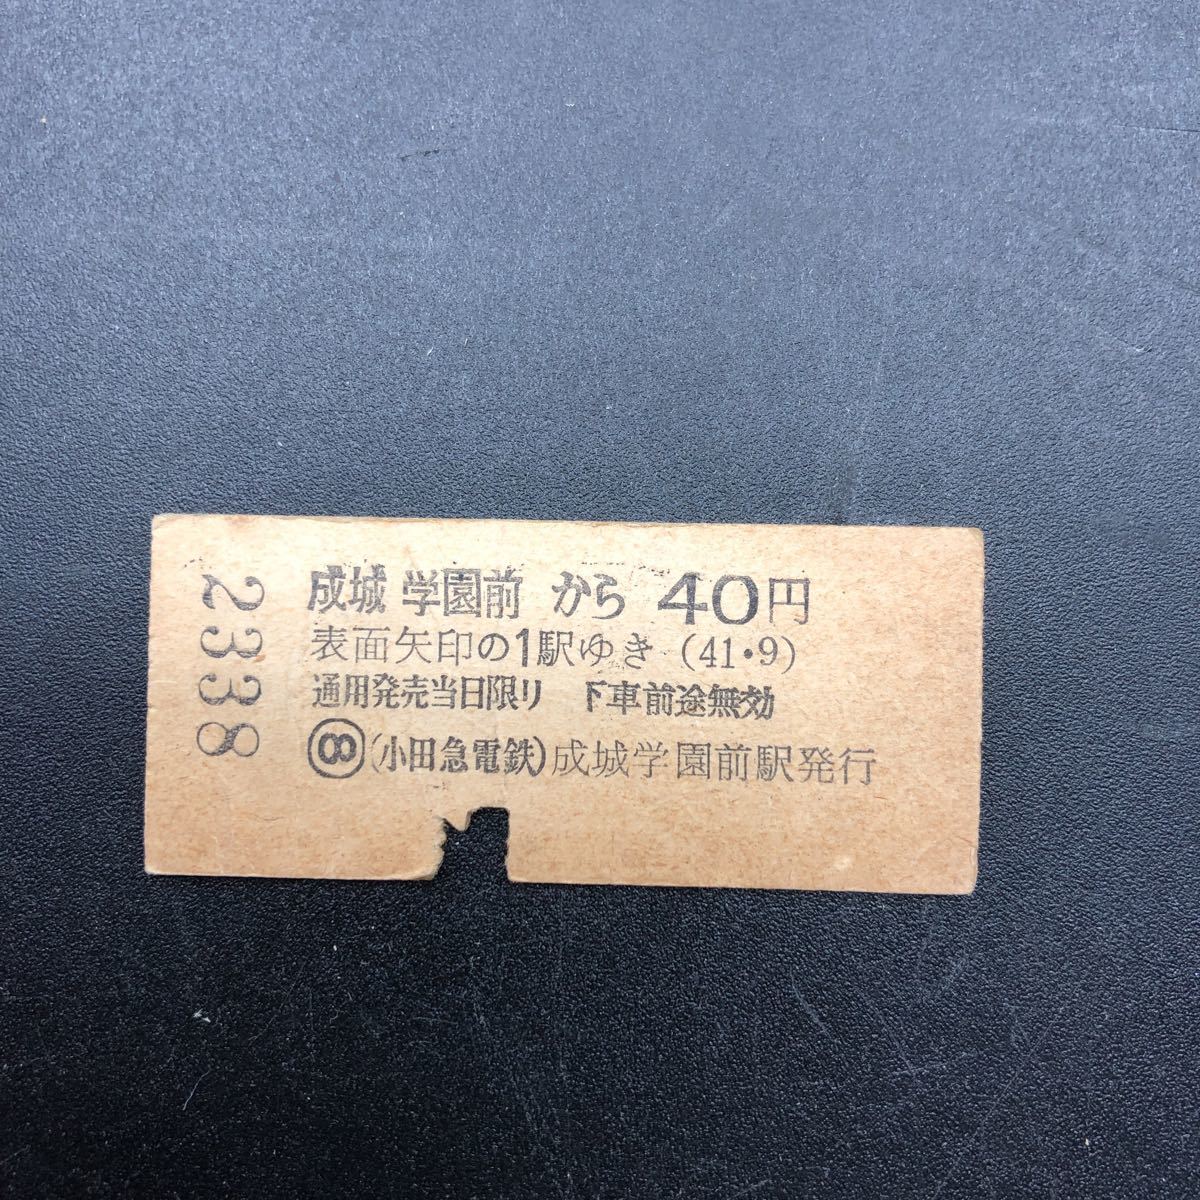 2338
成城 学園前 から 40円
表面矢印の1駅ゆき (41・9)
通用発売当日限り 下車前途無効
⑧(小田急電鉄)成城学園前駅発行